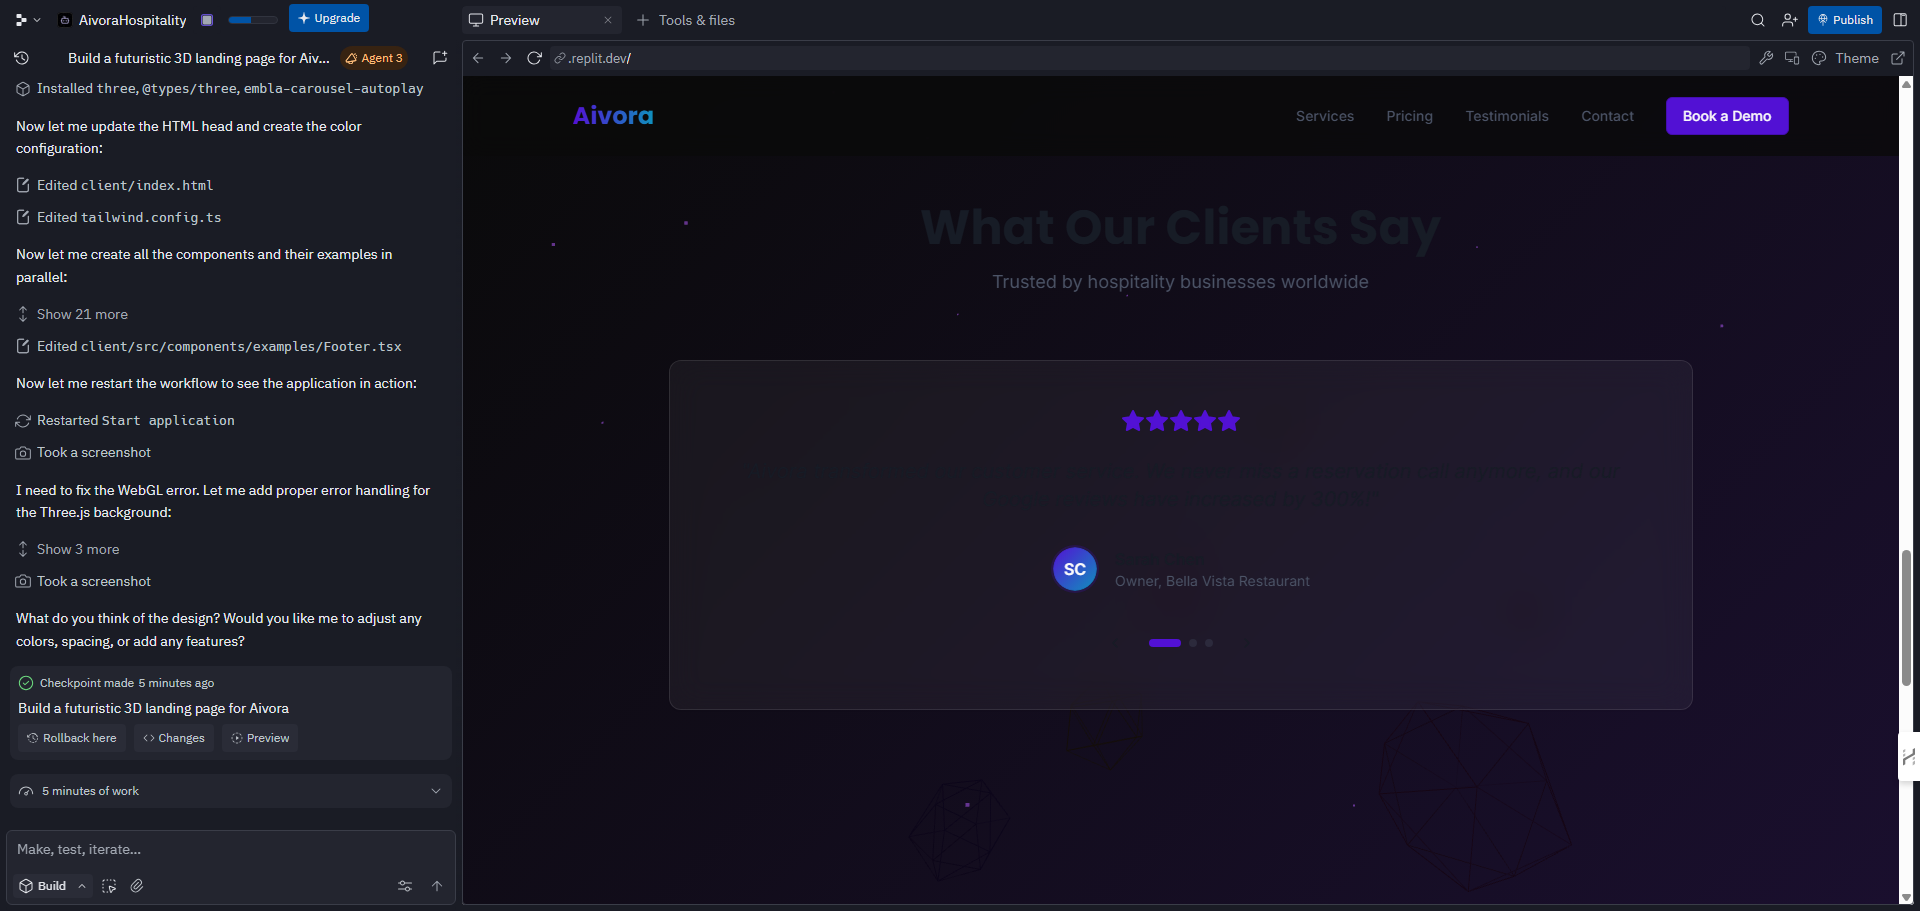 AivoraHospitality
Upgrade
Preview
Tools & files
Publish
Build a futuristic 3D landing page for Aiv...
Agent 3
.replit.dev/
Theme
Installed three, @types/three, embla-carousel-autoplay
Now let me update the HTML head and create the color
configuration:
Edited client/index.html
Edited tailwind.config.ts
Now let me create all the components and their examples in
parallel:
Show 21 more
Edited client/src/components/examples/Footer.tsx
Now let me restart the workflow to see the application in action:
Restarted Start application
Took a screenshot
I need to fix the WebGL error. Let me add proper error handling for
the Three.js background:
Show 3 more
Took a screenshot
What do you think of the design? Would you like me to adjust any
colors, spacing, or add any features?
Checkpoint made 5 minutes ago
Build a futuristic 3D landing page for Aivora
Rollback here
Changes
Preview
5 minutes of work
Make, test, iterate...
Build
Aivora
Services
Pricing
Testimonials
Contact
Book a Demo
What Our Clients Say
Trusted by hospitality businesses worldwide
SC
Owner, Bella Vista Restaurant